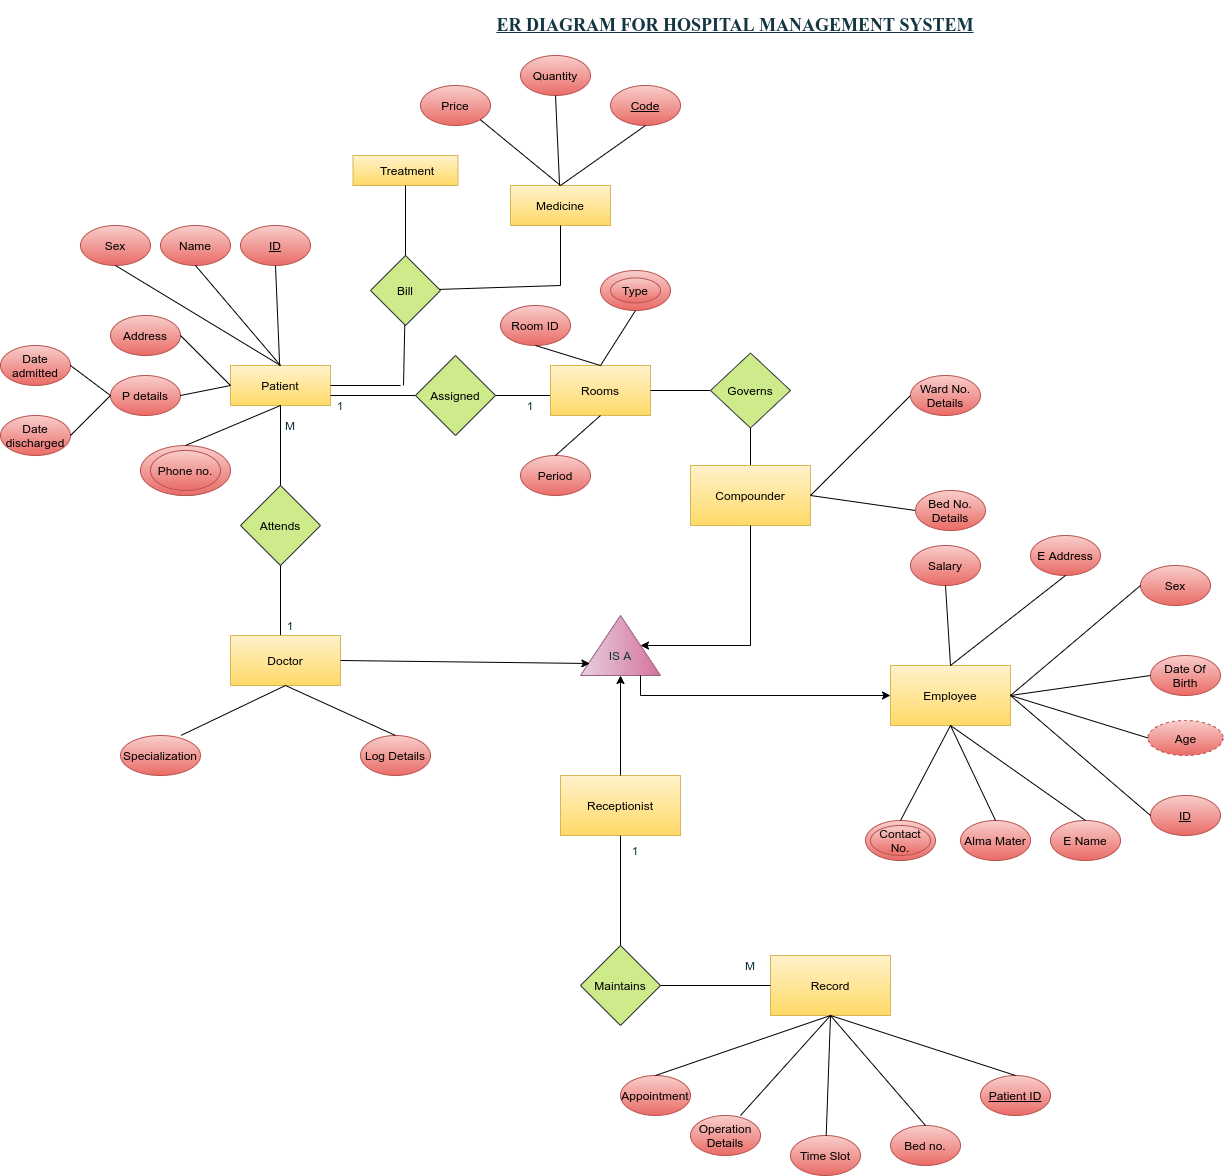 ER DIAGRAM FOR HOSPITAL MANAGEMENT SYSTEM
Quantity
Price
Code
Treatment
Medicine
Sex
Name
ID
Bill
Type
Room ID
Address
Date
admitted
Patient
P details
Assigned
Rooms
Governs
Ward No.
Details
1
1
M
Date
discharged
Phone no.
Period
Compounder
Bed No.
Details
Attends
E Address
Salary
Sex
1
Doctor
IS A
Date Of
Birth
Employee
Age
Specialization
Log Details
Receptionist
ID
Contact
No.
Alma Mater
E Name
1
M
Maintains
Record
Appointment
Patient ID
Operation
Details
Time Slot
Bed no.